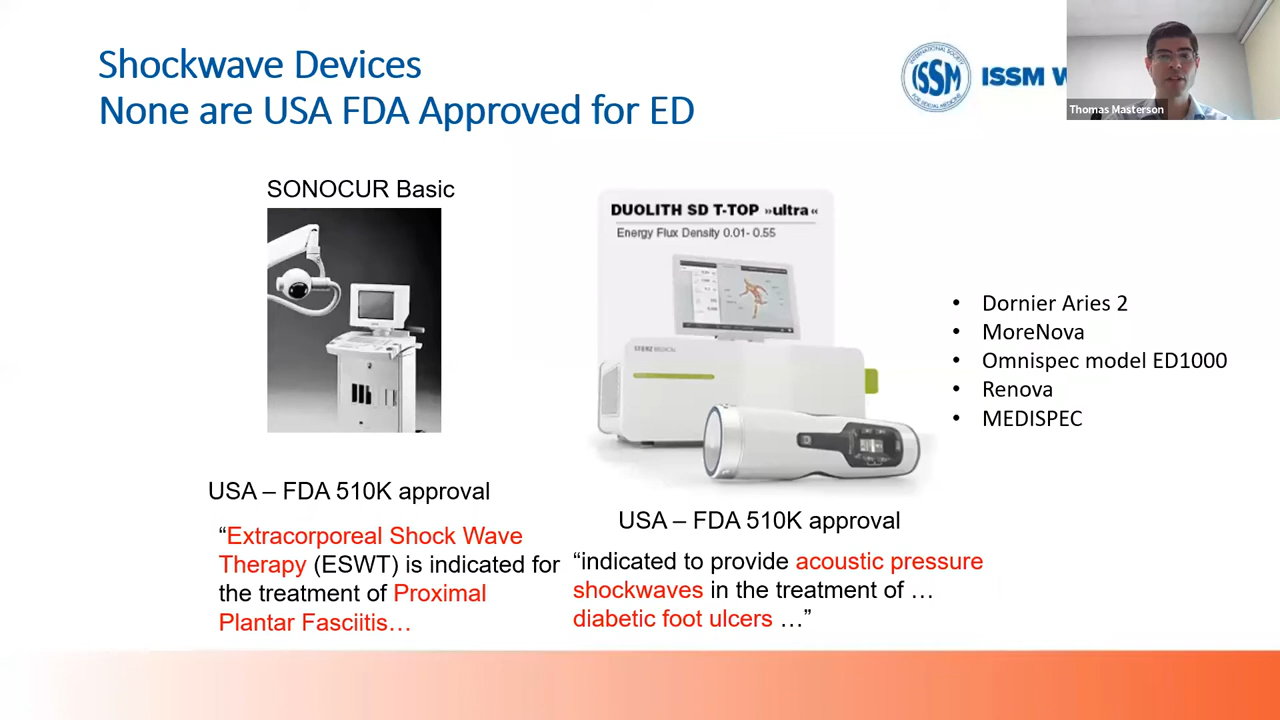 Shockwave Devices
None are USA FDA Approved for ED
ISSM
ISSM W
Thomas Masterson
SONOCUR Basic
DUOLITH SD T-TOP »ultra«
Energy Flux Density 0.01- 0.55
STORZ MEDICAL
• Dornier Aries 2
• MoreNova
• Omnispec model ED1000
• Renova
• MEDISPEC
USA – FDA 510K approval
“Extracorporeal Shock Wave
Therapy (ESWT) is indicated for
the treatment of Proximal
Plantar Fasciitis…
USA – FDA 510K approval
“indicated to provide acoustic pressure
shockwaves in the treatment of …
diabetic foot ulcers …”